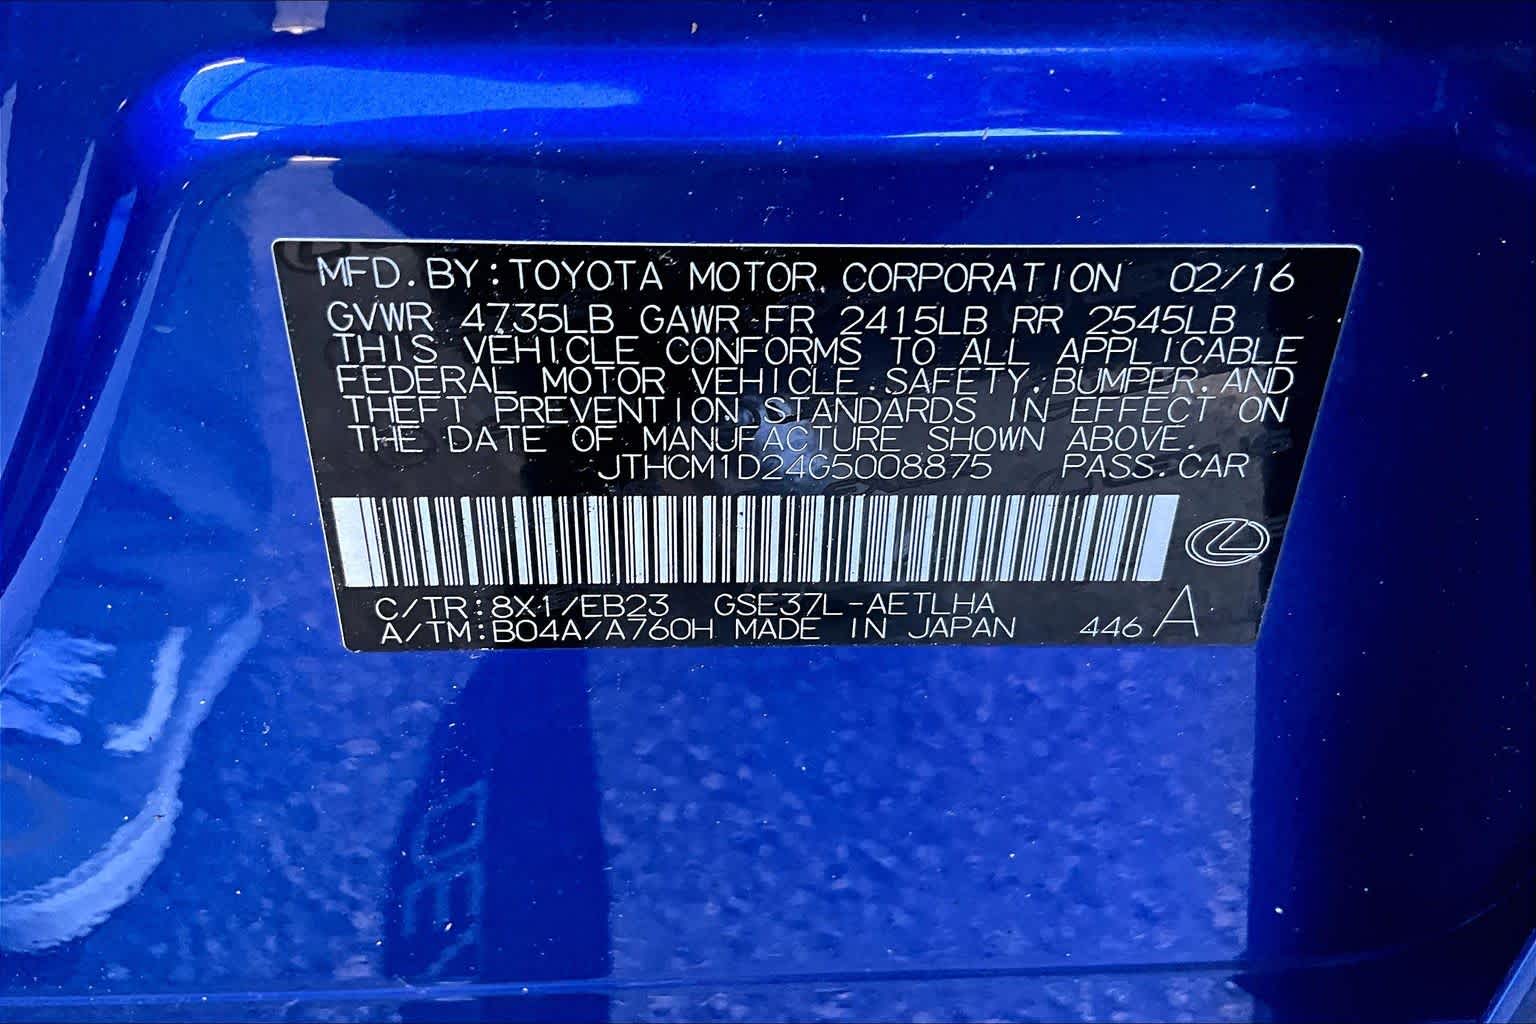 MFD. BY: TOYOTA MOTOR CORPORATION 02/16
GVWR 4735LB GAWR FR 2415LB RR 2545LB
THIS VEHICLE CONFORMS TO ALL APPLICABLE
FEDERAL MOTOR VEHICLE SAFETY, BUMPER, AND
THEFT PREVENTION STANDARDS IN EFFECT ON
THE DATE OF MANUFACTURE SHOWN ABOVE.
JTHCM1D24G5008875 PASS. CAR
C/TR: 8X1/EB23 GSE37L-AETLHA
A/TM: B04A/A760H MADE IN JAPAN 446 A